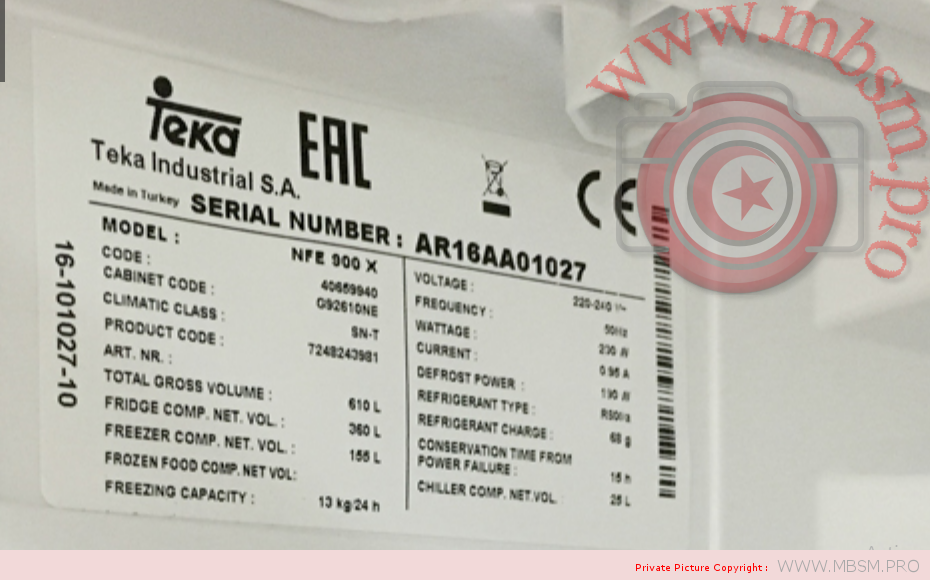 www.mbsm.pro
Teka
EAC
Teka Industrial S.A.
CE
Made in Turkey
SERIAL NUMBER : AR16AA01027
16-101027-10
MODEL : NFE 900 X
CODE : 40659940
CABINET CODE : G92610NE
CLIMATIC CLASS : SN-T
PRODUCT CODE : 7248243981
ART. NR. :
TOTAL GROSS VOLUME : 610 L
FRIDGE COMP. NET. VOL. : 360 L
FREEZER COMP. NET. VOL. : 155 L
FROZEN FOOD COMP. NET VOL:
FREEZING CAPACITY : 13 kg/24 h
VOLTAGE : 220-240
FREQUENCY : 50Hz
WATTAGE : W
CURRENT : 0.95 A
DEFROST POWER : 190 W
REFRIGERANT TYPE : R600a
REFRIGERANT CHARGE : 68 g
CONSERVATION TIME FROM
POWER FAILURE : 15 h
CHILLER COMP. NET.VOL. 25 L
Private Picture Copyright : WWW.MBSM.PRO